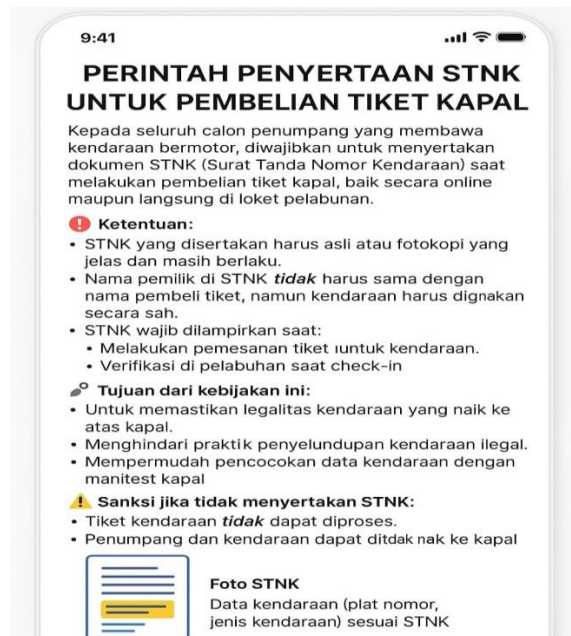 9:41
PERINTAH PENYERTAAN STNK
UNTUK PEMBELIAN TIKET KAPAL
Kepada seluruh calon penumpang yang membawa
kendaraan bermotor, diwajibkan untuk menyertakan
dokumen STNK (Surat Tanda Nomor Kendaraan) saat
melakukan pembelian tiket kapal, baik secara online
maupun langsung di loket pelabunan.
Ketentuan:
• STNK yang disertakan harus asli atau fotokopi yang
jelas dan masih berlaku.
• Nama pemilik di STNK tidak harus sama dengan
nama pembeli tiket, namun kendaraan harus dignakan
secara sah.
• STNK wajib dilampirkan saat:
• Melakukan pemesanan tiket ıuntuk kendaraan.
• Verifikasi di pelabuhan saat check-in
Tujuan dari kebijakan ini:
• Untuk memastikan legalitas kendaraan yang naik ke
atas kapal.
• Menghindari praktik penyelundupan kendaraan ilegal.
• Mempermudah pencocokan data kendaraan dengan
manitest kapal
Sanksi jika tidak menyertakan STNK:
• Tiket kendaraan tidak dapat diproses.
• Penumpang dan kendaraan dapat ditdak nak ke kapal
Foto STNK
Data kendaraan (plat nomor,
jenis kendaraan) sesuai STNK